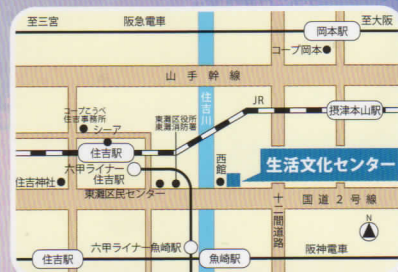 至三宮
阪急電車
至大阪
岡本駅
コープ岡本
山手幹線
コープこうべ
住吉事務所
シーア
東灘区役所
東灘消防署
住吉川
JR
摂津本山駅
住吉駅
六甲ライナー
住吉駅
西館
生活文化センター
住吉神社
東灘区民センター
十二間道路
国道2号線
N
六甲ライナー魚崎駅
阪神電車
住吉駅
魚崎駅